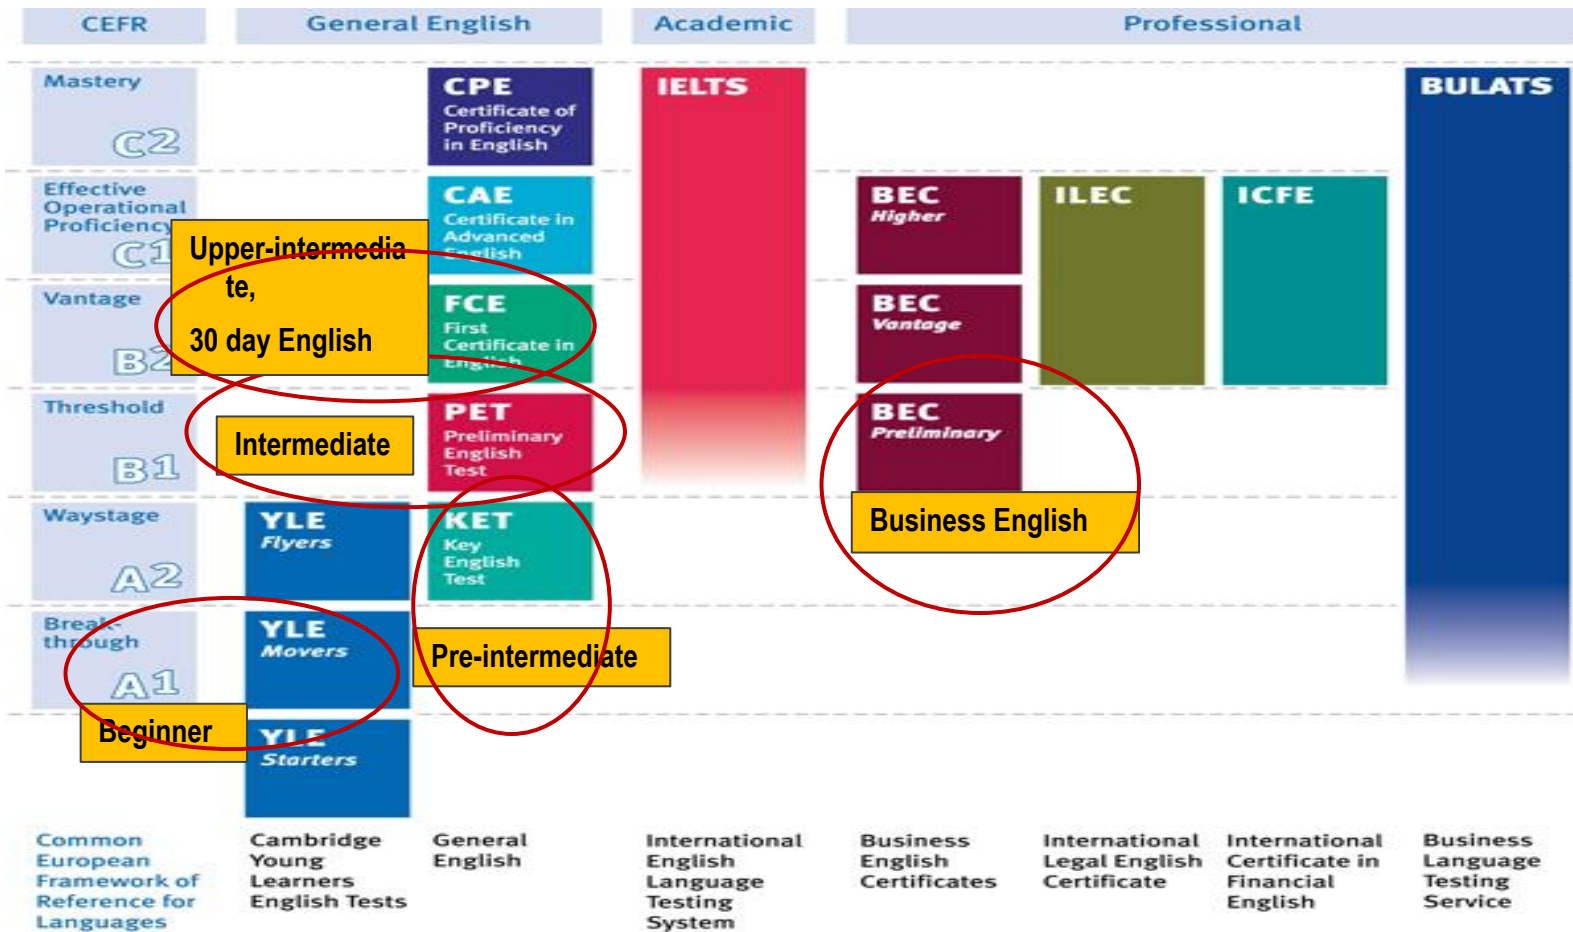 CEFR
General English
Academic
Professional
Mastery
C2
CPE
Certificate of
Proficiency
in English
IELTS
BULATS
Effective
Operational
Proficiency
C1
CAE
Certificate in
Advanced
English
BEC
Higher
ILEC
ICFE
Upper-intermedia
te,
30 day English
Vantage
B2
FCE
First
Certificate in
English
BEC
Vantage
Threshold
B1
Intermediate
PET
Preliminary
English
Test
BEC
Preliminary
Business English
Waystage
A2
YLE
Flyers
KET
Key
English
Test
Break-
through
A1
YLE
Movers
Pre-intermediate
Beginner
YLE
Starters
Common
European
Framework of
Reference for
Languages
Cambridge
Young
Learners
English Tests
General
English
International
English
Language
Testing
System
Business
English
Certificates
International
Legal English
Certificate
International
Certificate in
Financial
English
Business
Language
Testing
Service